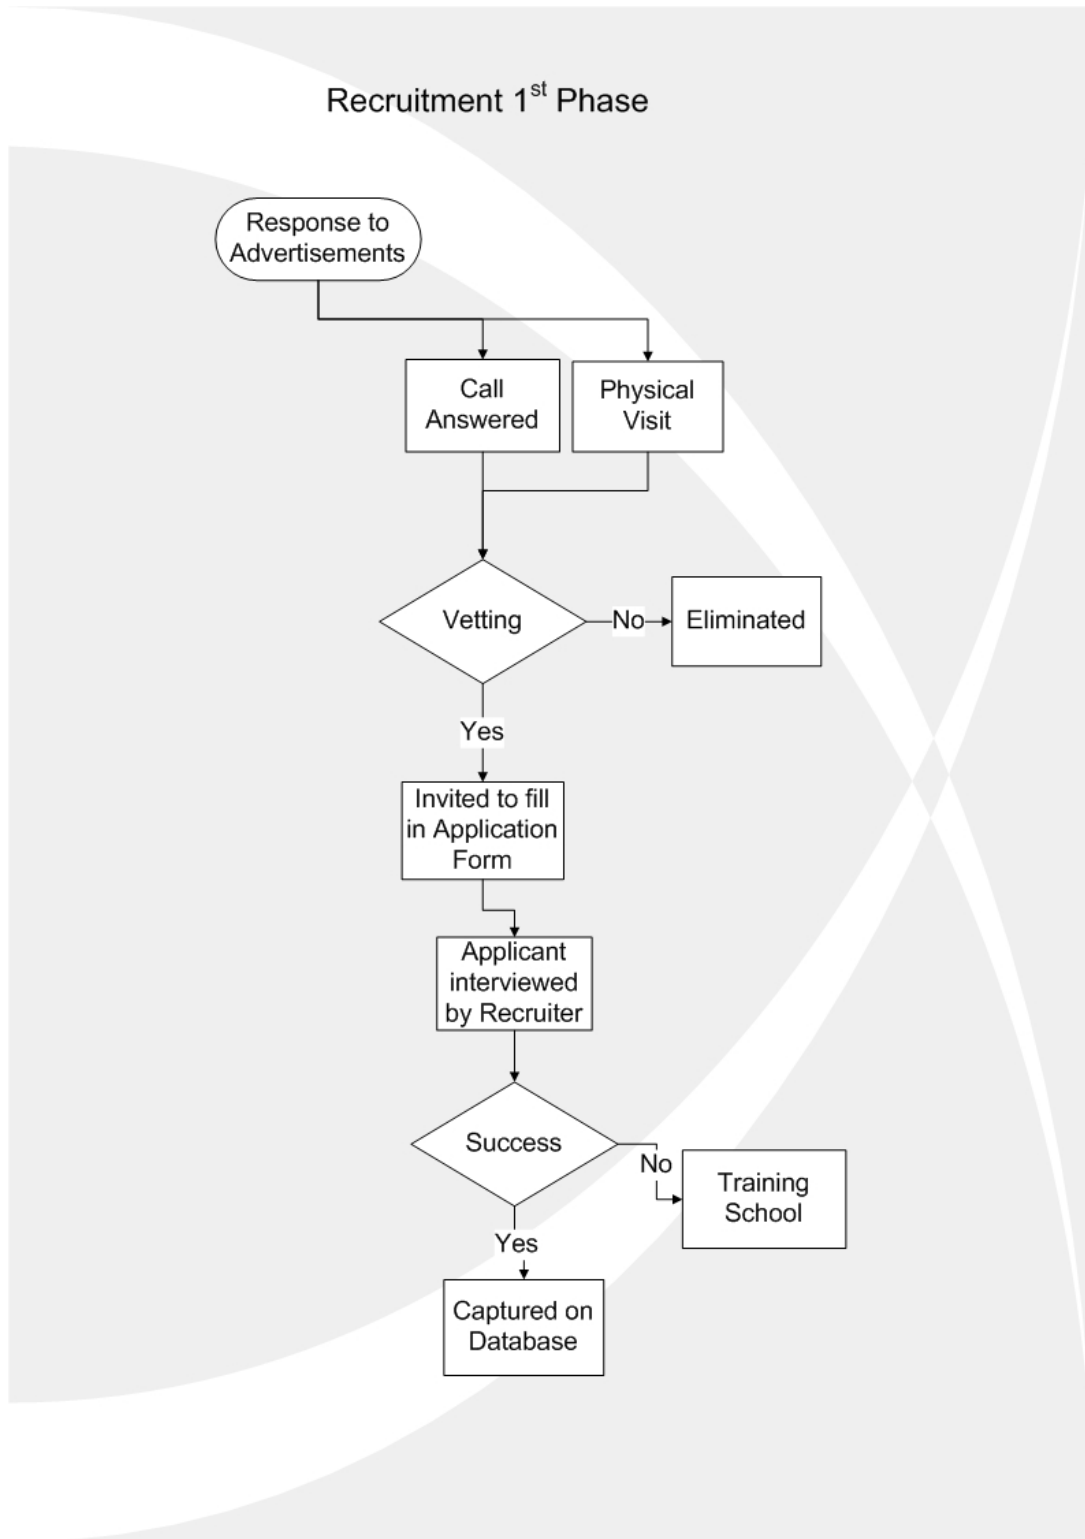 Recruitment 1st Phase
Response to
Advertisements
Call
Answered
Physical
Visit
Vetting
No
Eliminated
Yes
Invited to fill
in Application
Form
Applicant
interviewed
by Recruiter
Success
No
Training
School
Yes
Captured on
Database